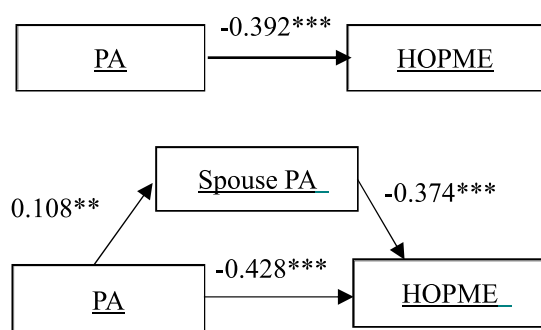 -0.392***
PA
HOPME
Spouse PA
0.108**
-0.374***
-0.428***
PA
HOPME